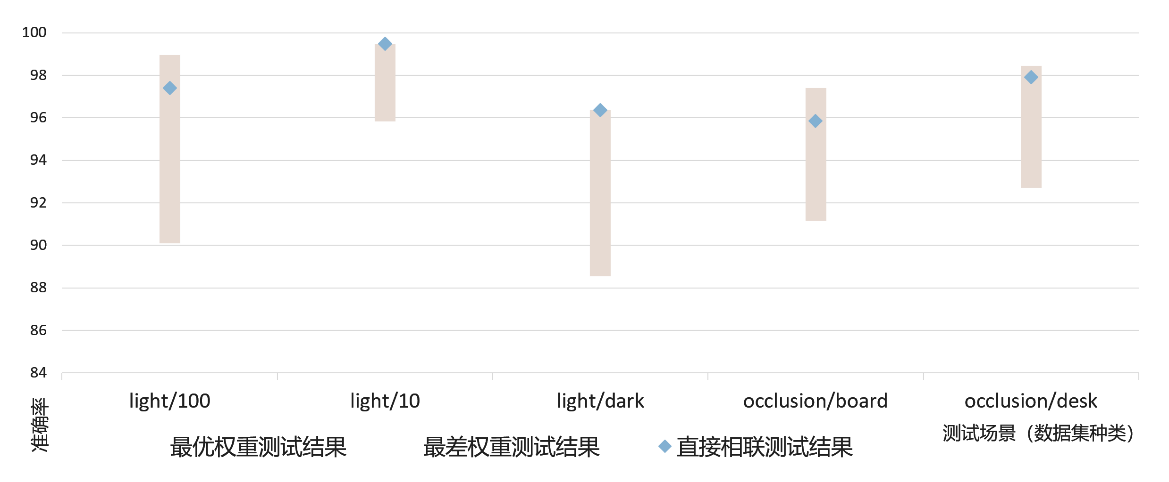 100
98
96
94
92
90
88
86
84
light/100
light/10
light/dark
occlusion/board
occlusion/desk
准确率
测试场景（数据集种类）
最优权重测试结果
最差权重测试结果
直接相联测试结果